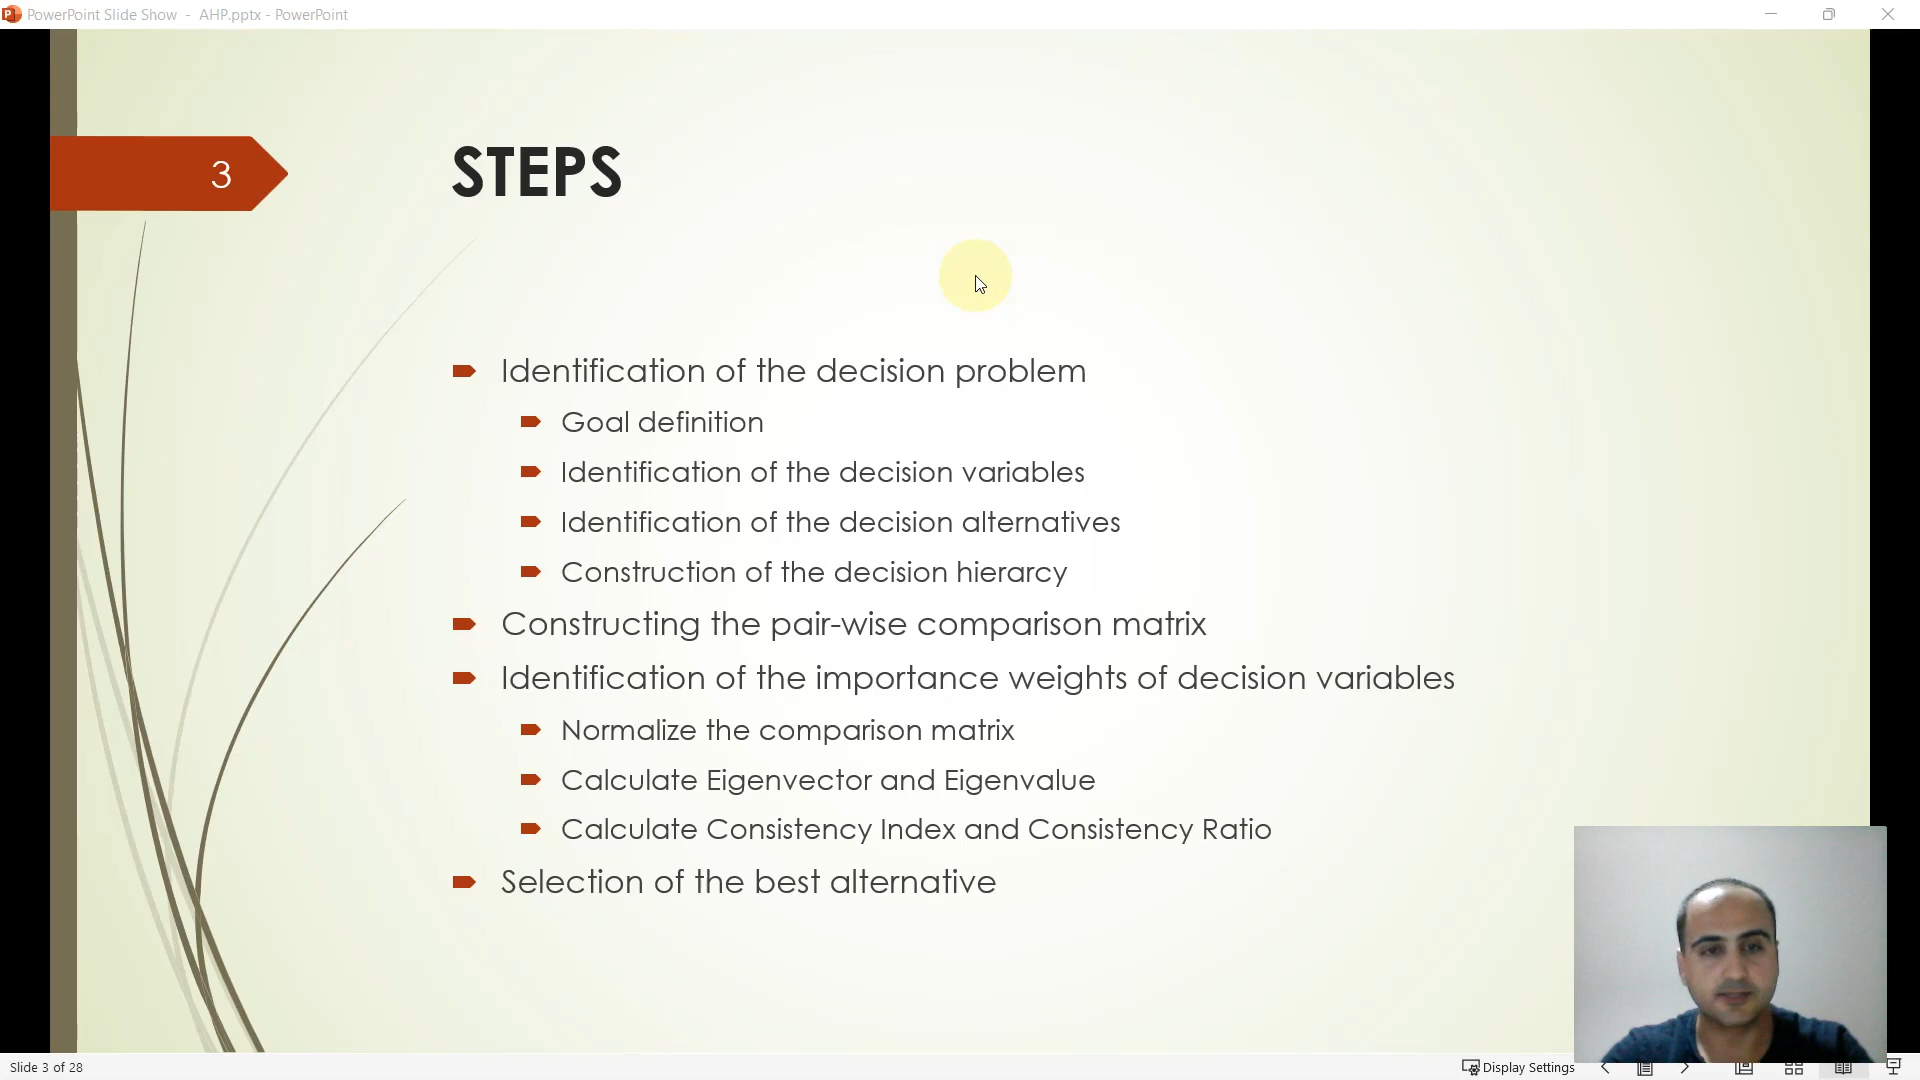 PowerPoint Slide Show - AHP.pptx - PowerPoint
3
STEPS
Identification of the decision problem
Goal definition
Identification of the decision variables
Identification of the decision alternatives
Construction of the decision hierarcy
Constructing the pair-wise comparison matrix
Identification of the importance weights of decision variables
Normalize the comparison matrix
Calculate Eigenvector and Eigenvalue
Calculate Consistency Index and Consistency Ratio
Selection of the best alternative
Slide 3 of 28
Display Settings